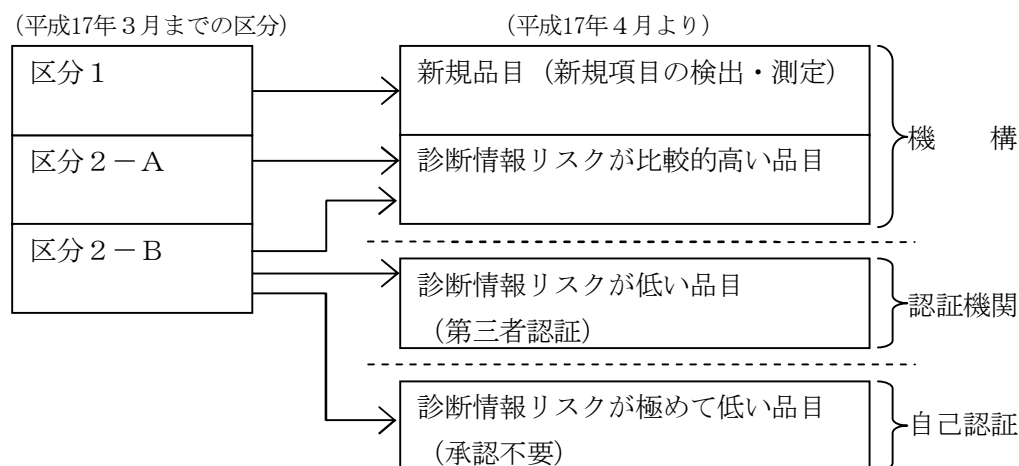 (平成17年３月までの区分)
(平成17年４月より)
区分１
新規品目（新規項目の検出・測定）
機　　構
区分２－Ａ
診断情報リスクが比較的高い品目
区分２－Ｂ
診断情報リスクが低い品目
（第三者認証）
認証機関
診断情報リスクが極めて低い品目
（承認不要）
自己認証